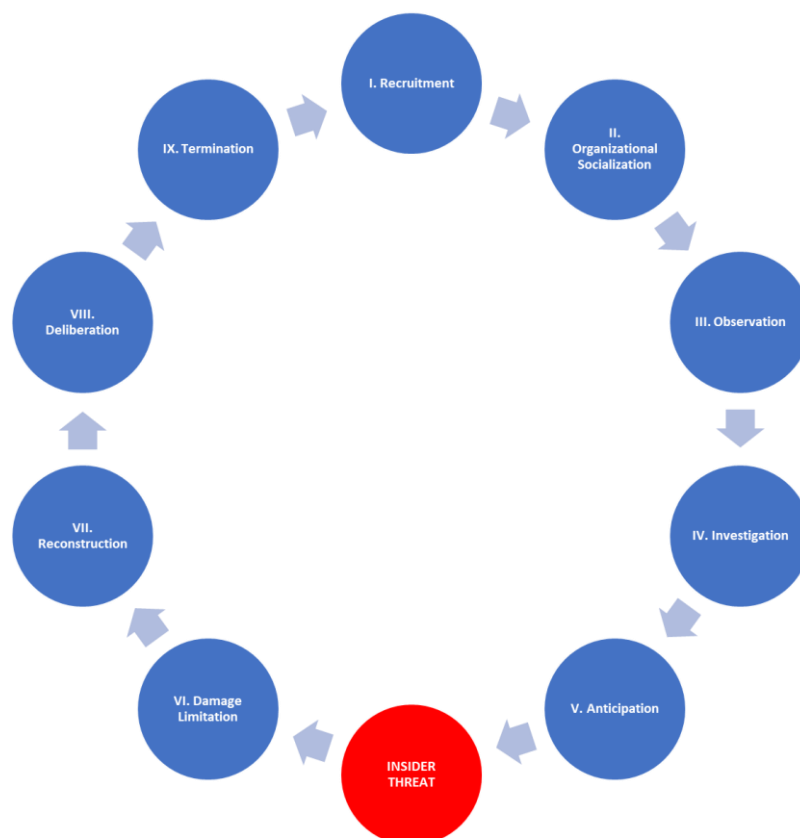 I. Recruitment
II.
Organizational
Socialization
III. Observation
IV. Investigation
V. Anticipation
INSIDER
THREAT
VI. Damage
Limitation
VII.
Reconstruction
VIII.
Deliberation
IX. Termination